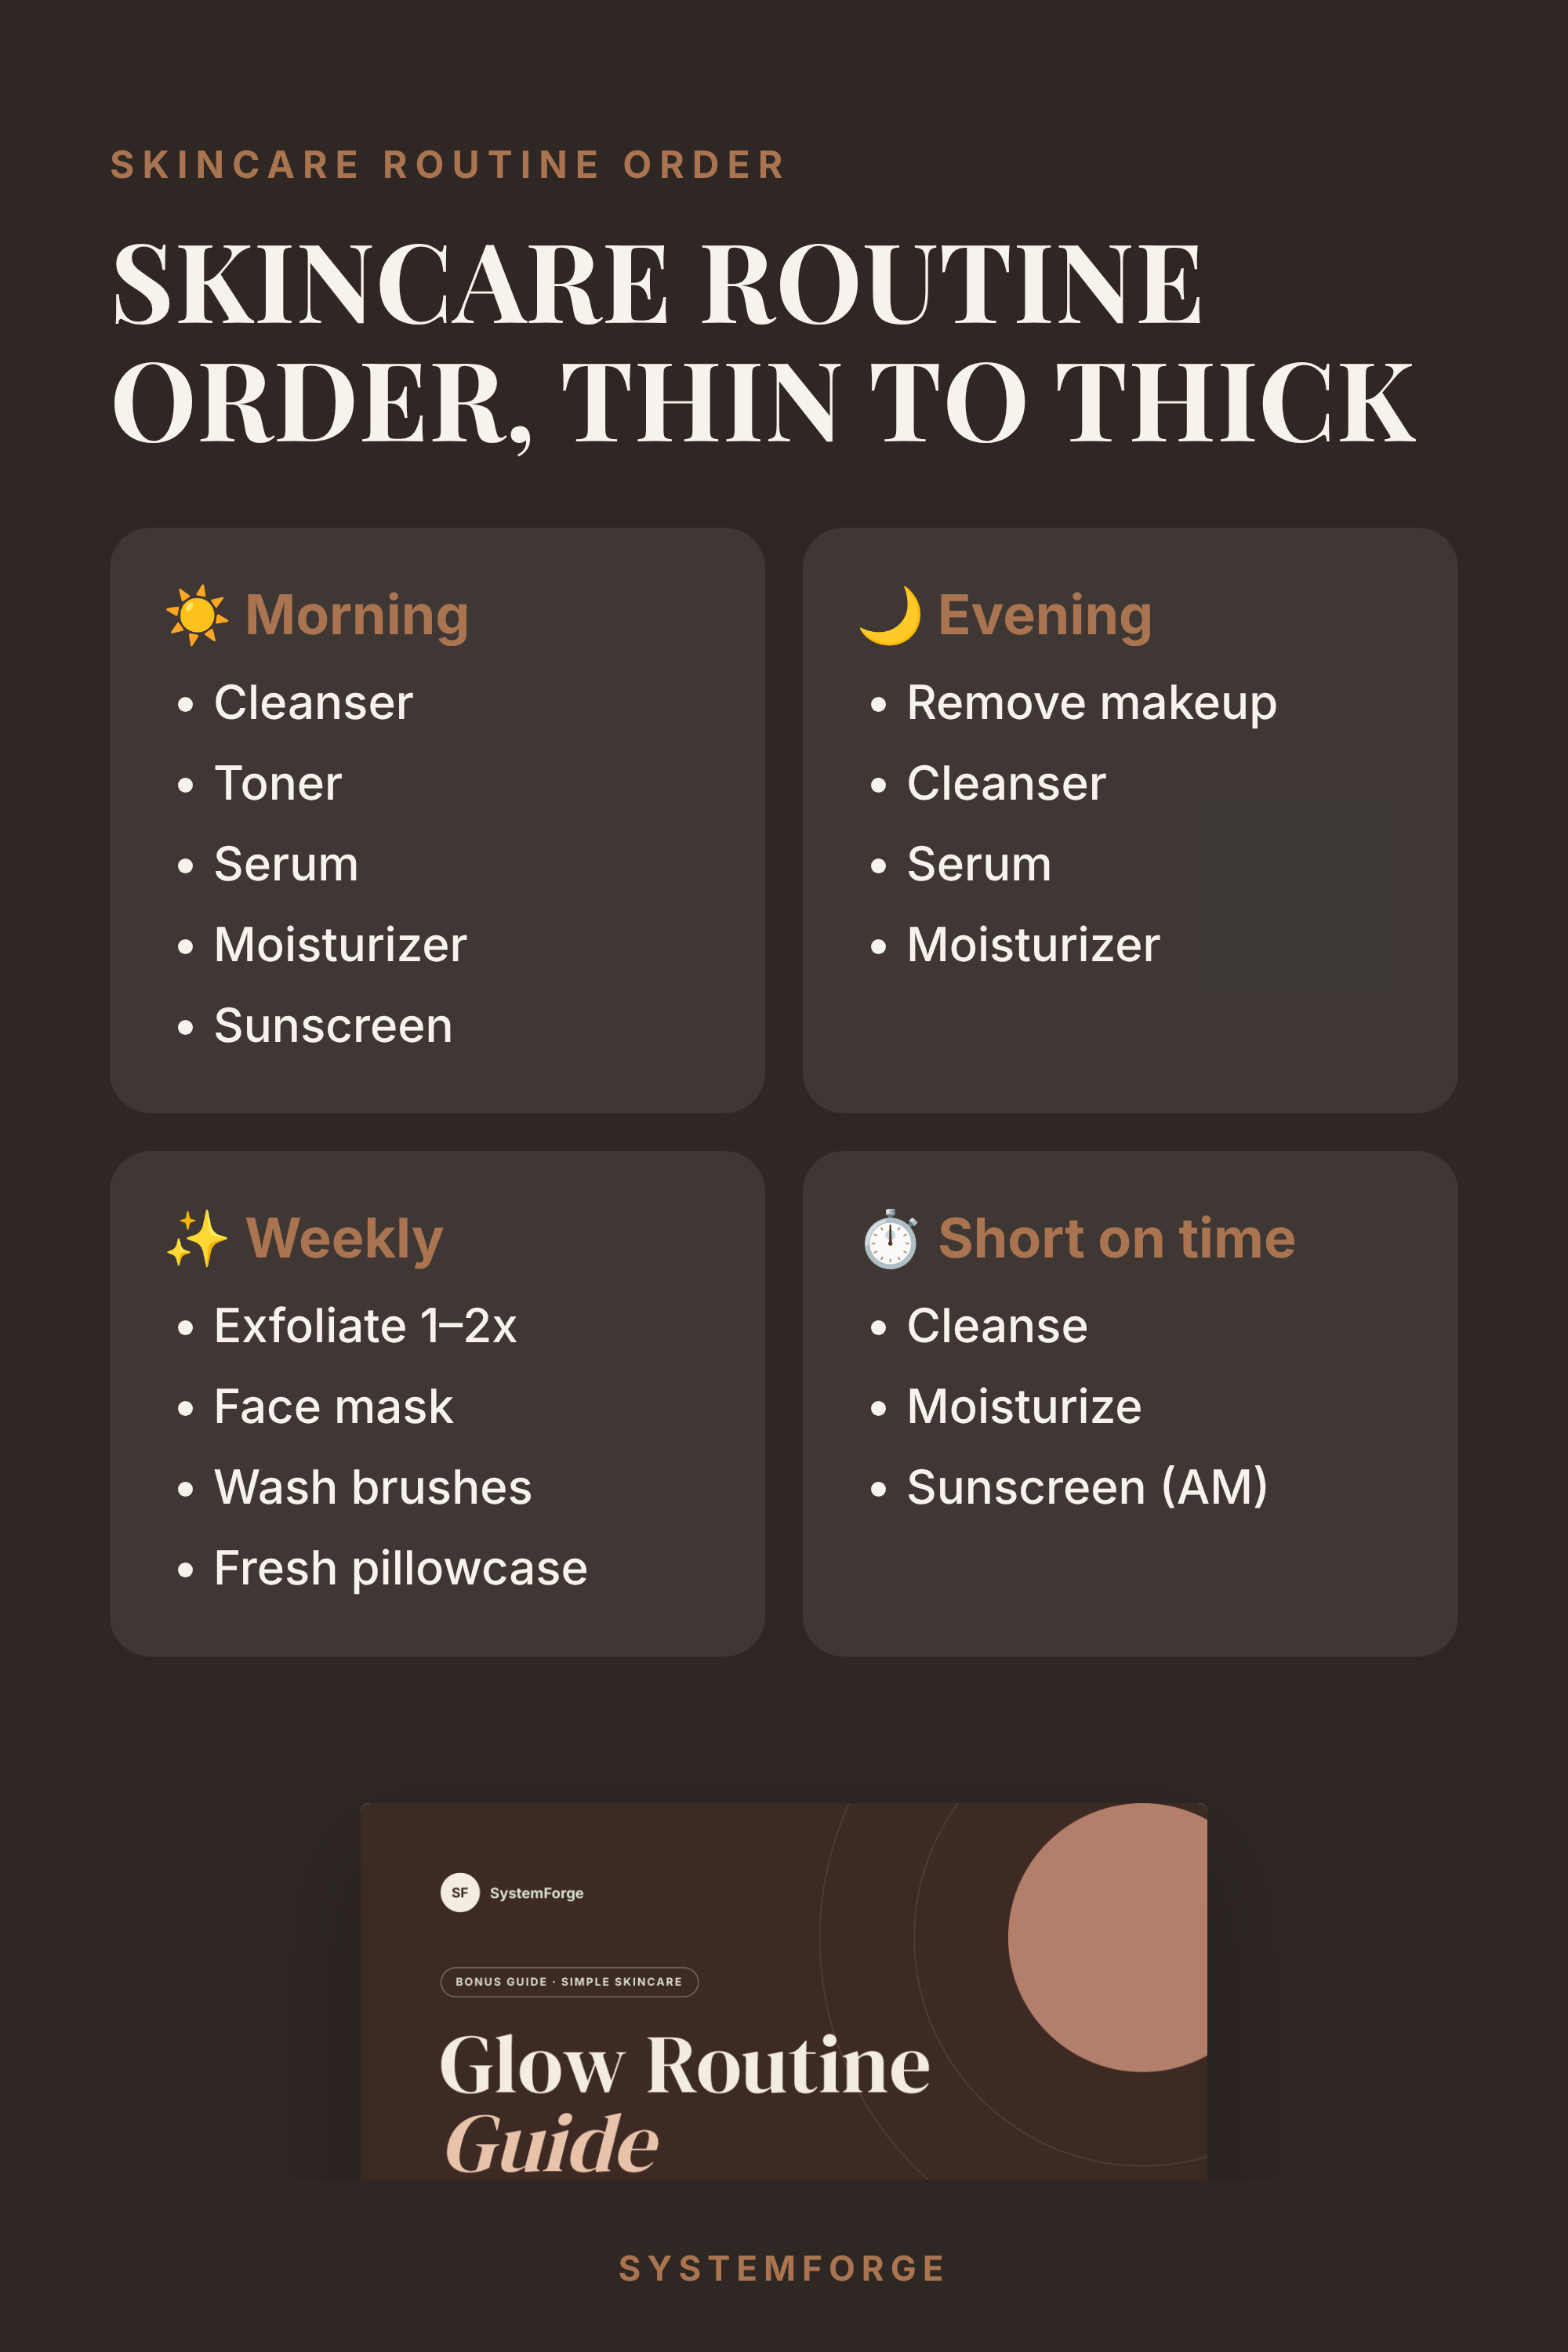 SKINCARE ROUTINE ORDER
SKINCARE ROUTINE
ORDER, THIN TO THICK
☀️ Morning
• Cleanser
• Toner
• Serum
• Moisturizer
• Sunscreen
🌙 Evening
• Remove makeup
• Cleanser
• Serum
• Moisturizer
✨ Weekly
• Exfoliate 1–2x
• Face mask
• Wash brushes
• Fresh pillowcase
⏱️ Short on time
• Cleanse
• Moisturize
• Sunscreen (AM)
SF SystemForge
BONUS GUIDE · SIMPLE SKINCARE
Glow Routine
Guide
SYSTEMFORGE